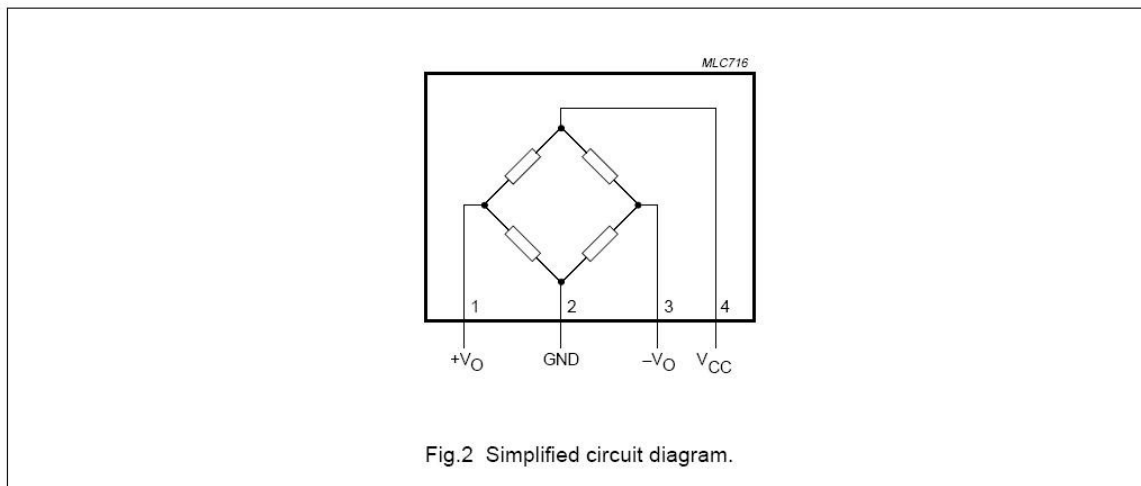 MLC716
1 2 3 4
+VO GND –VO VCC
Fig.2 Simplified circuit diagram.